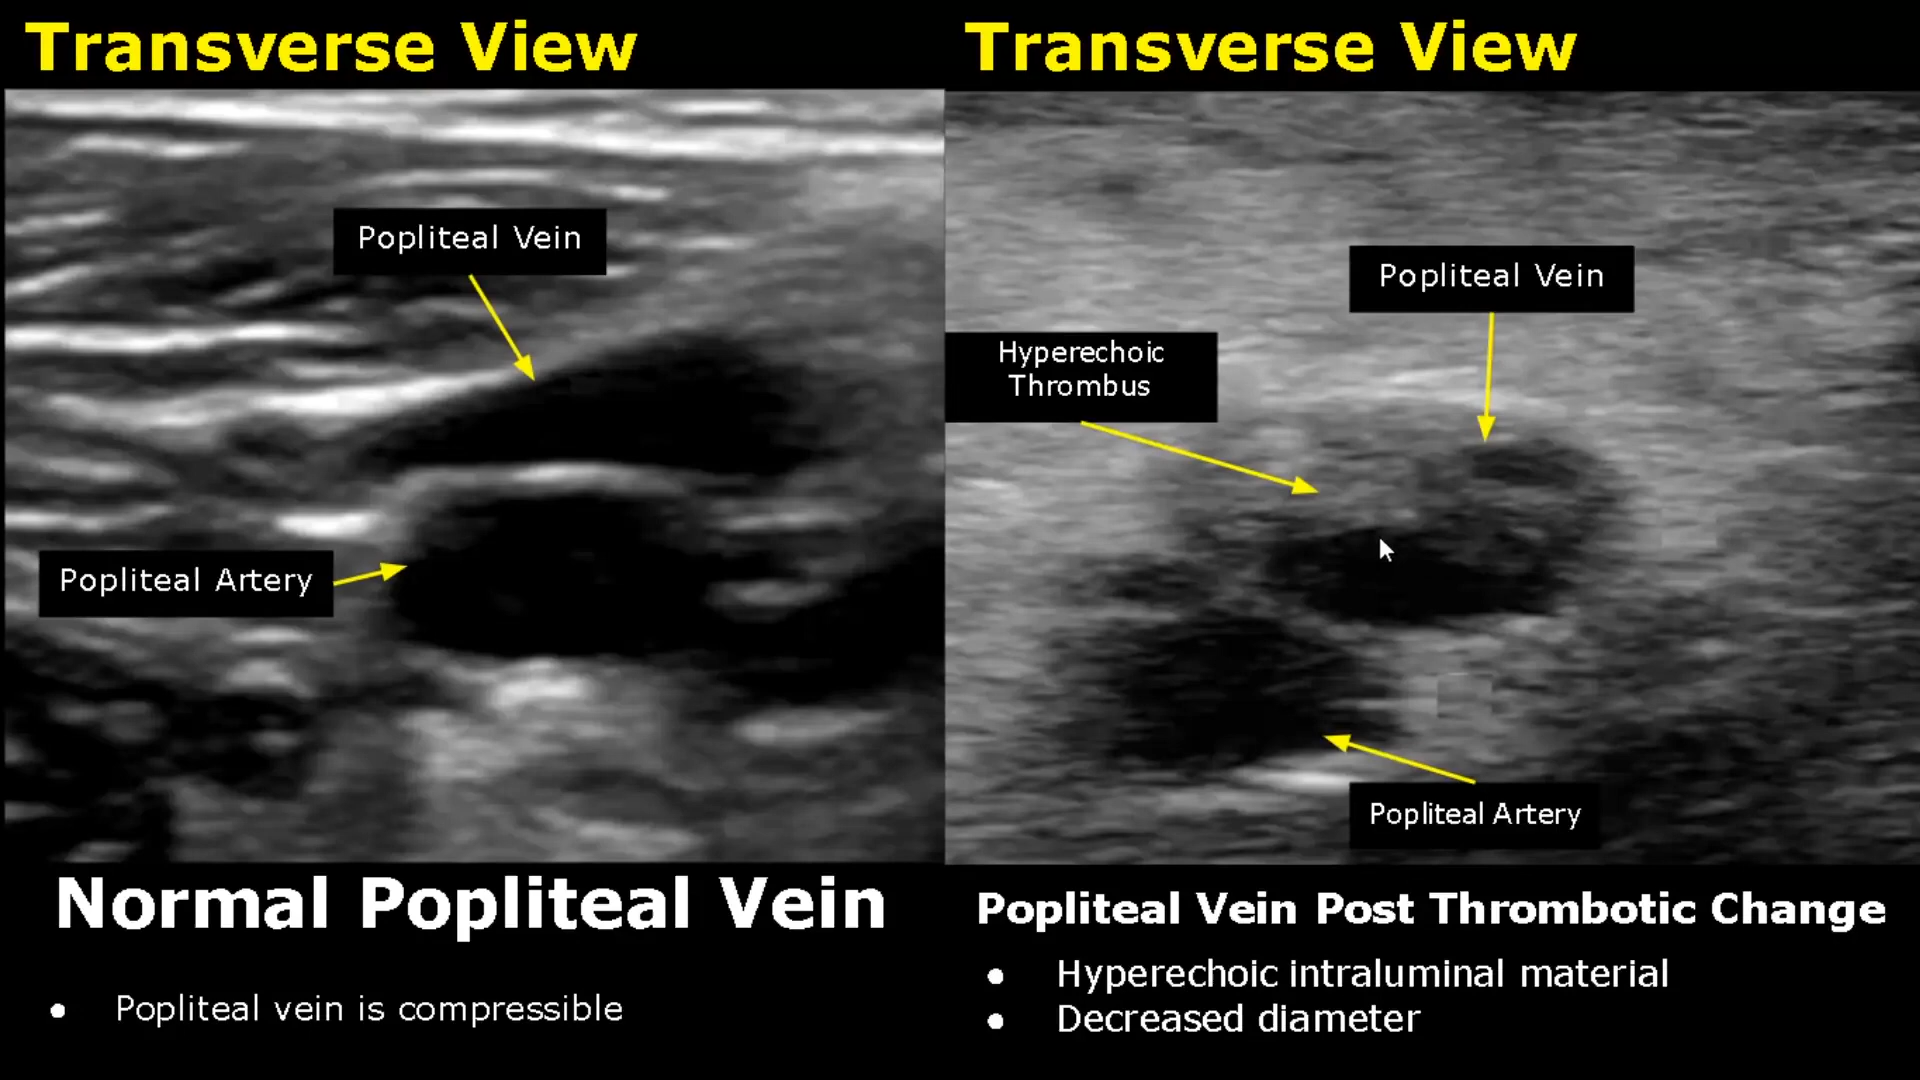 Transverse View
Popliteal Vein
Popliteal Artery
Normal Popliteal Vein
● Popliteal vein is compressible
Transverse View
Popliteal Vein
Hyperechoic
Thrombus
Popliteal Artery
Popliteal Vein Post Thrombotic Change
● Hyperechoic intraluminal material
● Decreased diameter